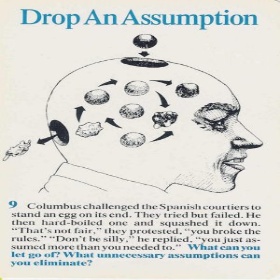 Drop An Assumption
9 Columbus challenged the Spanish courtiers to
stand an egg on its end. They tried but failed. He
then hard-boiled one and squashed it down.
"That's not fair," they protested, "you broke the
rules." "Don't be silly," he replied, "you just as-
sumed more than you needed to." What can you
let go of? What unnecessary assumptions can
you eliminate?